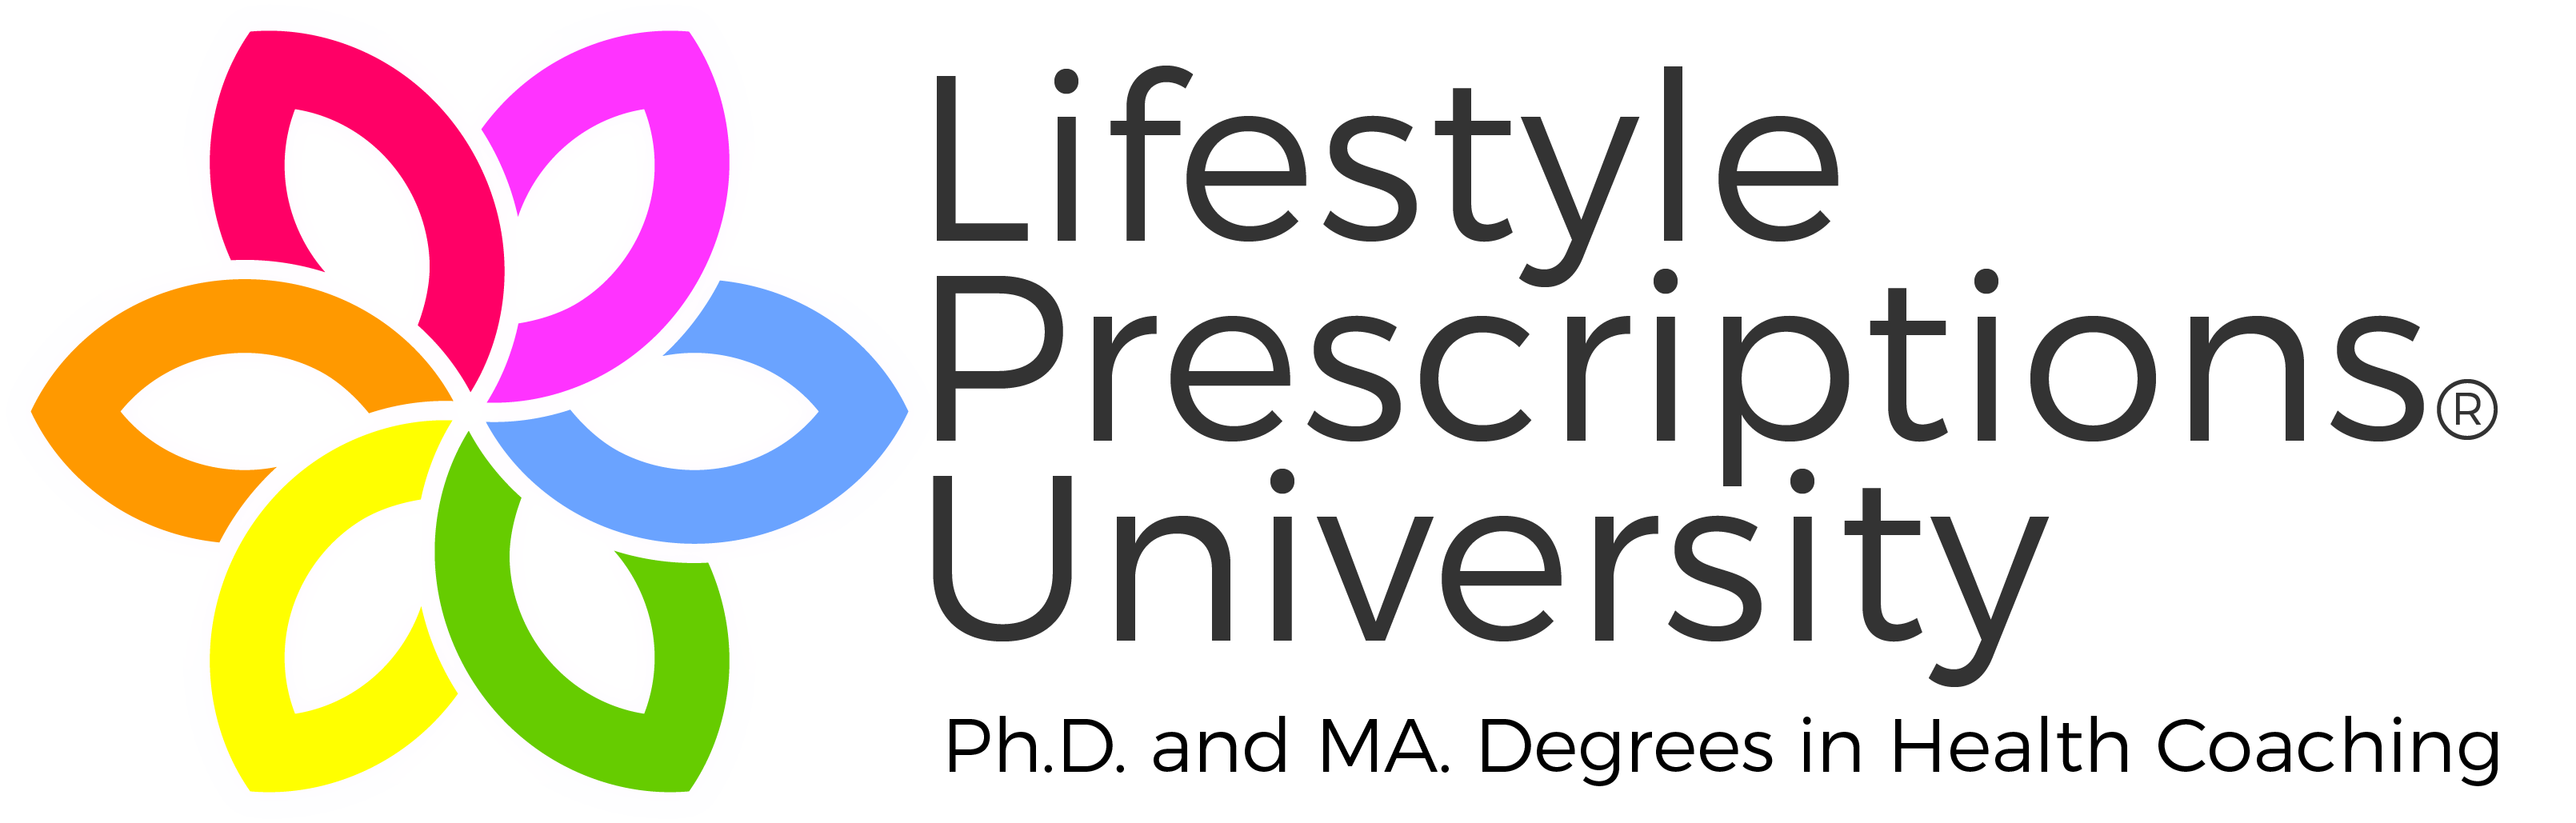 Lifestyle
Prescriptions®
University
Ph.D. and MA. Degrees in Health Coaching